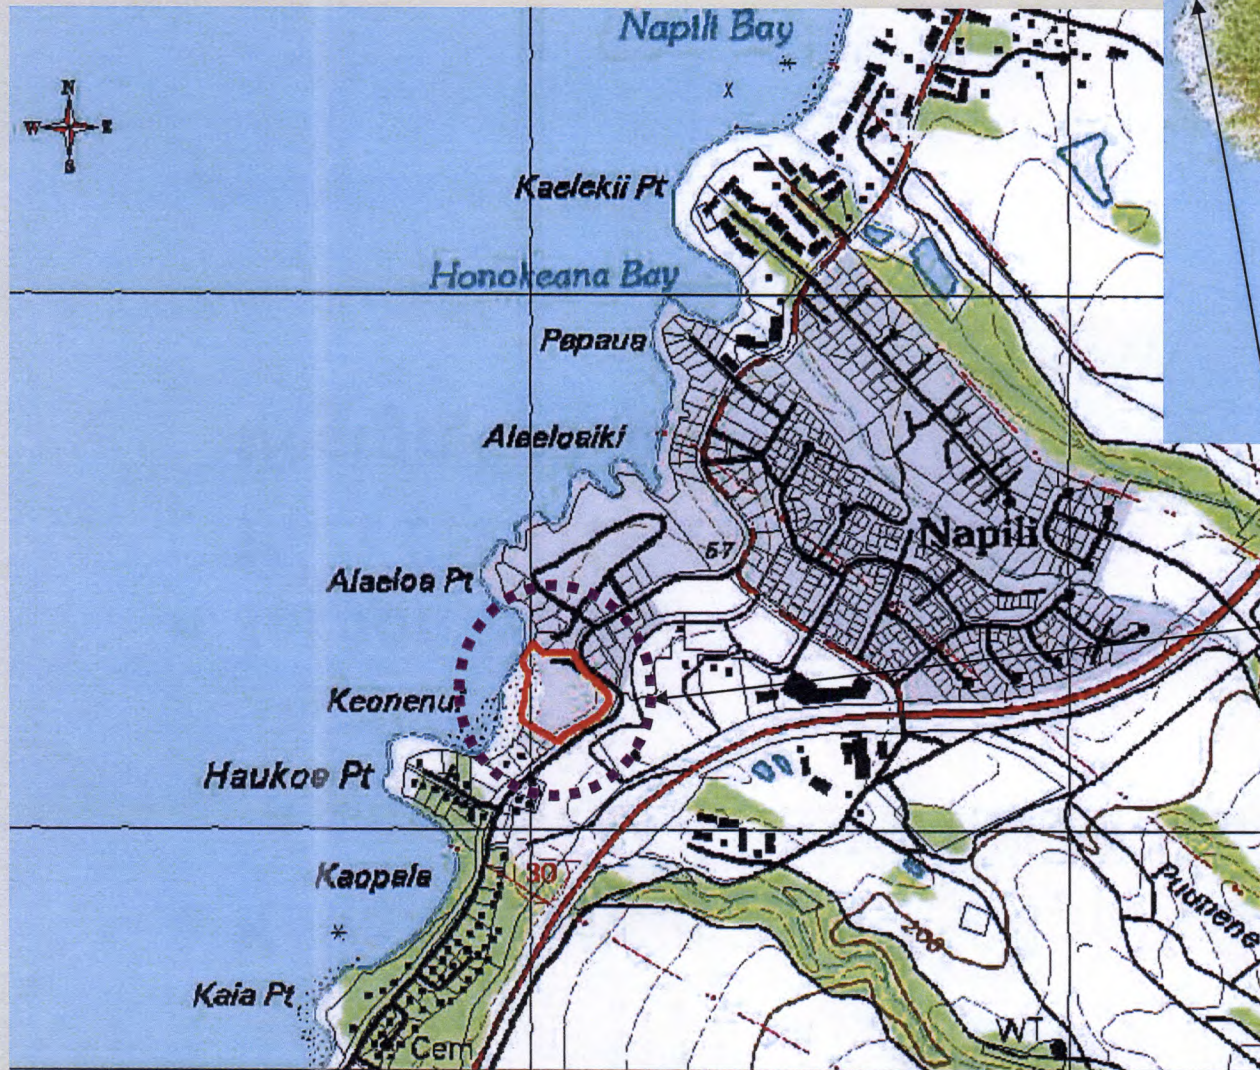 Napili Bay
N
W E
S
x
Kaelekii Pt
Honokeana Bay
Papaua
Alaeloaiki
Napili
57
Alaeloa Pt
Keonenui
Haukoe Pt
Kaopala
30
200
Puumene
Kaia Pt
Cem
WT